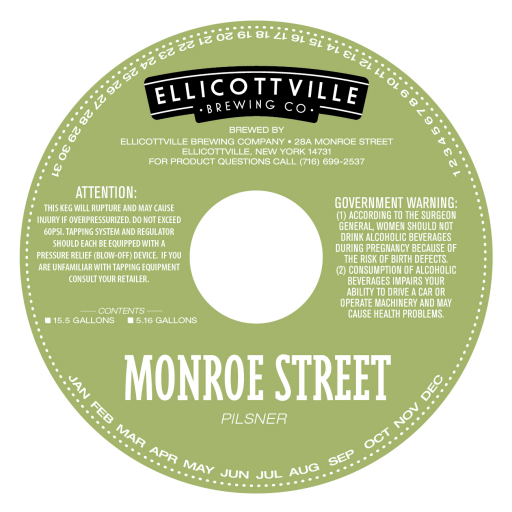 ELLICOTTVILLE
• BREWING CO •
BREWED BY
ELLICOTTVILLE BREWING COMPANY • 28A MONROE STREET
ELLICOTTVILLE, NEW YORK 14731
FOR PRODUCT QUESTIONS CALL (716) 699-2537
ATTENTION:
THIS KEG WILL RUPTURE AND MAY CAUSE
INJURY IF OVERPRESSURIZED. DO NOT EXCEED
60PSI. TAPPING SYSTEM AND REGULATOR
SHOULD EACH BE EQUIPPED WITH A
PRESSURE RELIEF (BLOW-OFF) DEVICE. IF YOU
ARE UNFAMILIAR WITH TAPPING EQUIPMENT
CONSULT YOUR RETAILER.
CONTENTS
15.5 GALLONS 5.16 GALLONS
GOVERNMENT WARNING:
(1) ACCORDING TO THE SURGEON
GENERAL, WOMEN SHOULD NOT
DRINK ALCOHOLIC BEVERAGES
DURING PREGNANCY BECAUSE OF
THE RISK OF BIRTH DEFECTS.
(2) CONSUMPTION OF ALCOHOLIC
BEVERAGES IMPAIRS YOUR
ABILITY TO DRIVE A CAR OR
OPERATE MACHINERY AND MAY
CAUSE HEALTH PROBLEMS.
MONROE STREET
PILSNER
JAN FEB MAR APR MAY JUN JUL AUG SEP OCT NOV DEC
1 2 3 4 5 6 7 8 9 10 11 12 13 14 15 16 17 18 19 20 21 22 23 24 25 26 27 28 29 30 31